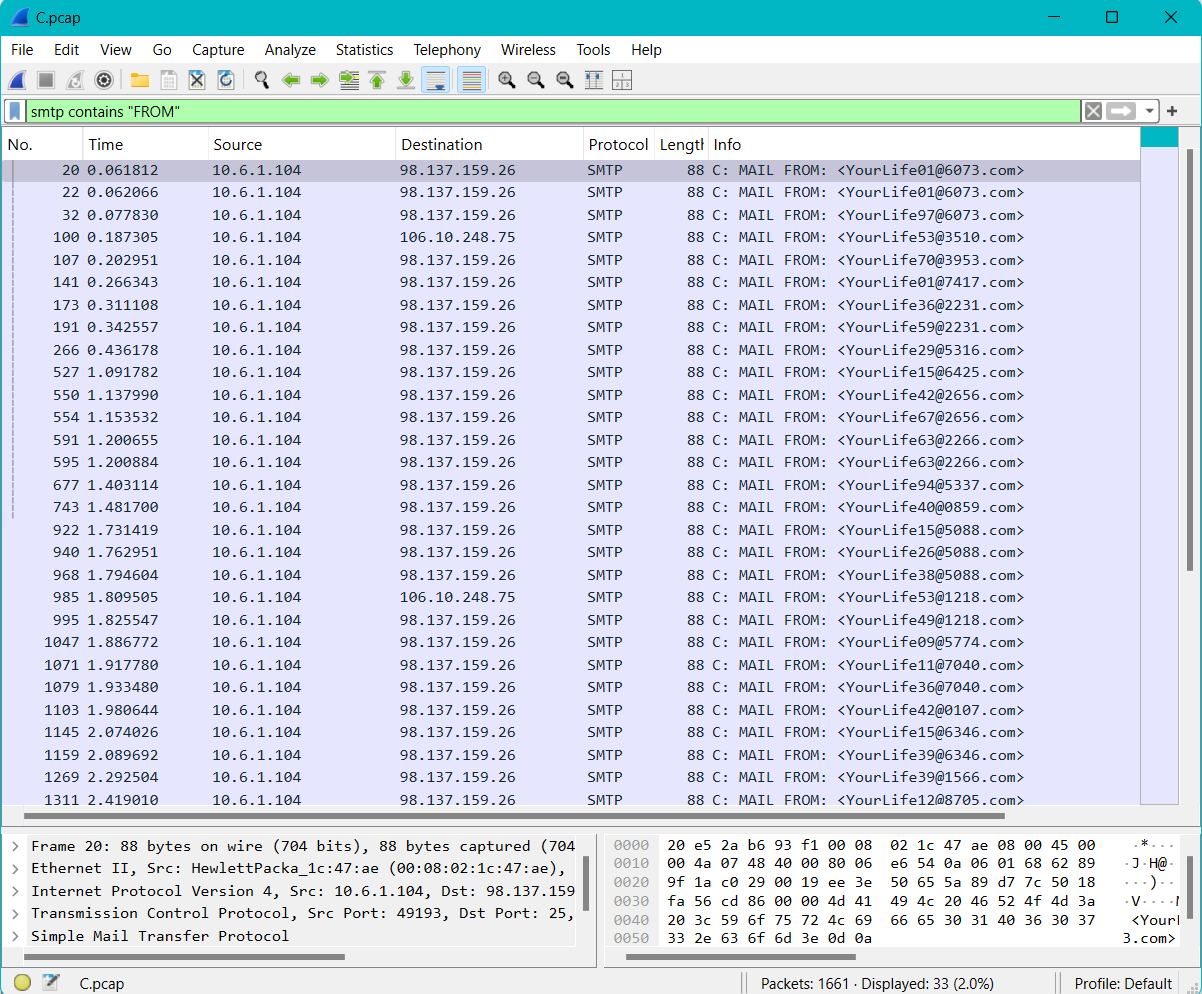 C.pcap
File Edit View Go Capture Analyze Statistics Telephony Wireless Tools Help
smtp contains "FROM"
No. Time Source Destination Protocol Length Info
20 0.061812 10.6.1.104 98.137.159.26 SMTP 88 C: MAIL FROM: <YourLife01@6073.com>
22 0.062066 10.6.1.104 98.137.159.26 SMTP 88 C: MAIL FROM: <YourLife01@6073.com>
32 0.077830 10.6.1.104 98.137.159.26 SMTP 88 C: MAIL FROM: <YourLife97@6073.com>
100 0.187305 10.6.1.104 106.10.248.75 SMTP 88 C: MAIL FROM: <YourLife53@3510.com>
107 0.202951 10.6.1.104 98.137.159.26 SMTP 88 C: MAIL FROM: <YourLife70@3953.com>
141 0.266343 10.6.1.104 98.137.159.26 SMTP 88 C: MAIL FROM: <YourLife01@7417.com>
173 0.311108 10.6.1.104 98.137.159.26 SMTP 88 C: MAIL FROM: <YourLife36@2231.com>
191 0.342557 10.6.1.104 98.137.159.26 SMTP 88 C: MAIL FROM: <YourLife59@2231.com>
266 0.436178 10.6.1.104 98.137.159.26 SMTP 88 C: MAIL FROM: <YourLife29@5316.com>
527 1.091782 10.6.1.104 98.137.159.26 SMTP 88 C: MAIL FROM: <YourLife15@6425.com>
550 1.137990 10.6.1.104 98.137.159.26 SMTP 88 C: MAIL FROM: <YourLife42@2656.com>
554 1.153532 10.6.1.104 98.137.159.26 SMTP 88 C: MAIL FROM: <YourLife67@2656.com>
591 1.200655 10.6.1.104 98.137.159.26 SMTP 88 C: MAIL FROM: <YourLife63@2266.com>
595 1.200884 10.6.1.104 98.137.159.26 SMTP 88 C: MAIL FROM: <YourLife63@2266.com>
677 1.403114 10.6.1.104 98.137.159.26 SMTP 88 C: MAIL FROM: <YourLife94@5337.com>
743 1.481700 10.6.1.104 98.137.159.26 SMTP 88 C: MAIL FROM: <YourLife40@0859.com>
922 1.731419 10.6.1.104 98.137.159.26 SMTP 88 C: MAIL FROM: <YourLife15@5088.com>
940 1.762951 10.6.1.104 98.137.159.26 SMTP 88 C: MAIL FROM: <YourLife26@5088.com>
968 1.794604 10.6.1.104 98.137.159.26 SMTP 88 C: MAIL FROM: <YourLife38@5088.com>
985 1.809505 10.6.1.104 106.10.248.75 SMTP 88 C: MAIL FROM: <YourLife53@1218.com>
995 1.825547 10.6.1.104 98.137.159.26 SMTP 88 C: MAIL FROM: <YourLife49@1218.com>
1047 1.886772 10.6.1.104 98.137.159.26 SMTP 88 C: MAIL FROM: <YourLife09@5774.com>
1071 1.917780 10.6.1.104 98.137.159.26 SMTP 88 C: MAIL FROM: <YourLife11@7040.com>
1079 1.933480 10.6.1.104 98.137.159.26 SMTP 88 C: MAIL FROM: <YourLife36@7040.com>
1103 1.980644 10.6.1.104 98.137.159.26 SMTP 88 C: MAIL FROM: <YourLife42@0107.com>
1145 2.074026 10.6.1.104 98.137.159.26 SMTP 88 C: MAIL FROM: <YourLife15@6346.com>
1159 2.089692 10.6.1.104 98.137.159.26 SMTP 88 C: MAIL FROM: <YourLife39@6346.com>
1269 2.292504 10.6.1.104 98.137.159.26 SMTP 88 C: MAIL FROM: <YourLife39@1566.com>
1311 2.419010 10.6.1.104 98.137.159.26 SMTP 88 C: MAIL FROM: <YourLife12@8705.com>
Frame 20: 88 bytes on wire (704 bits), 88 bytes captured (704
Ethernet II, Src: HewlettPacka_1c:47:ae (00:08:02:1c:47:ae),
Internet Protocol Version 4, Src: 10.6.1.104, Dst: 98.137.159
Transmission Control Protocol, Src Port: 49193, Dst Port: 25,
Simple Mail Transfer Protocol
0000 20 e5 2a b6 93 f1 00 08 02 1c 47 ae 08 00 45 00 ·*···
0010 00 4a 07 48 40 00 80 06 e6 54 0a 06 01 68 62 89 ·J·H@·
0020 9f 1a c0 29 00 19 ee 3e 50 65 5a 89 d7 7c 50 18 ···)··
0030 fa 56 cd 86 00 00 4d 41 49 4c 20 46 52 4f 4d 3a ·V····M
0040 20 3c 59 6f 75 72 4c 69 66 65 30 31 40 36 30 37 <Your
0050 33 2e 63 6f 6d 3e 0d 0a 3.com>
C.pcap Packets: 1661 · Displayed: 33 (2.0%) Profile: Default